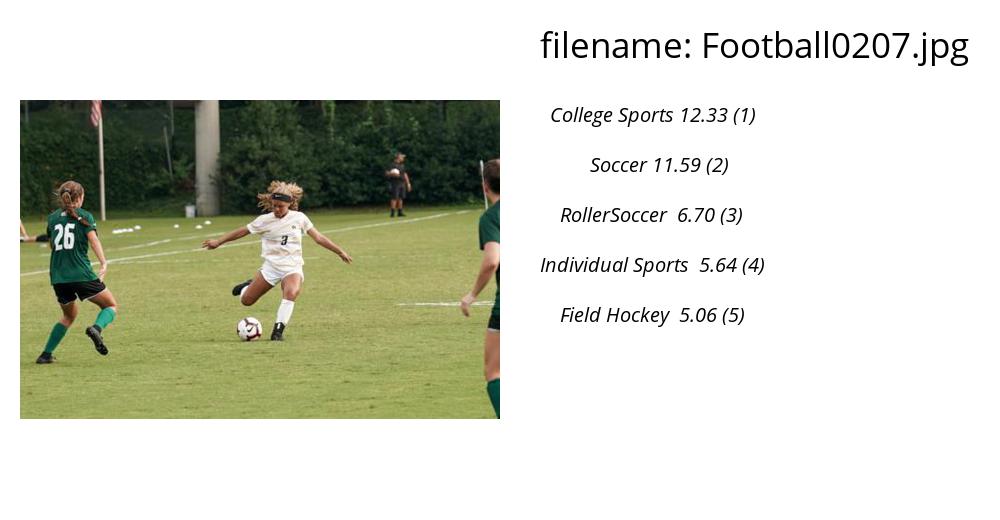 filename: Football0207.jpg
College Sports 12.33 (1)
Soccer 11.59 (2)
RollerSoccer 6.70 (3)
Individual Sports 5.64 (4)
Field Hockey 5.06 (5)
26
3